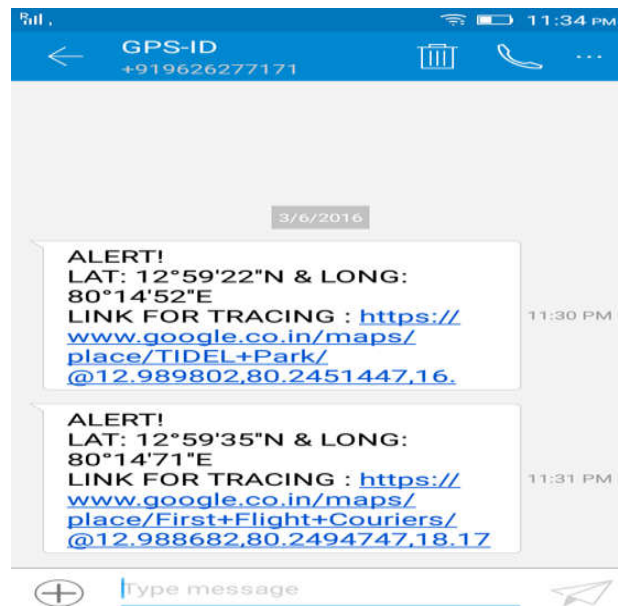 11:34 PM
GPS-ID
+919626277171
3/6/2016
ALERT!
LAT: 12°59'22"N & LONG:
80°14'52"E
LINK FOR TRACING : https://
www.google.co.in/maps/
place/TIDEL+Park/
@12.989802,80.2451447,16.
11:30 PM
ALERT!
LAT: 12°59'35"N & LONG:
80°14'71"E
LINK FOR TRACING : https://
www.google.co.in/maps/
place/First+Flight+Couriers/
@12.988682,80.2494747,18.17
11:31 PM
Type message